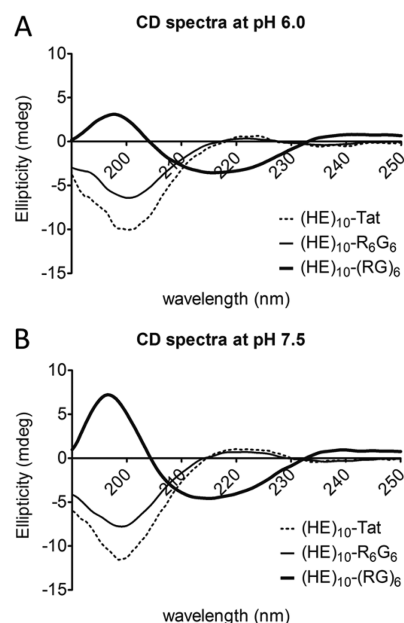 A
CD spectra at pH 6.0
10
5
0
-5
-10
-15
Ellipticity (mdeg)
200
210
220
230
240
250
(HE)10-Tat
(HE)10-R6G6
(HE)10-(RG)6
wavelength (nm)
B
CD spectra at pH 7.5
10
5
0
-5
-10
-15
Ellipticity (mdeg)
200
210
220
230
240
250
(HE)10-Tat
(HE)10-R6G6
(HE)10-(RG)6
wavelength (nm)